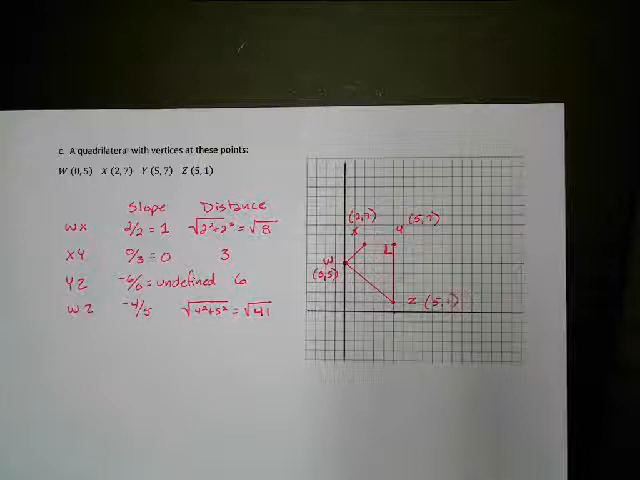 c. A quadrilateral with vertices at these points:
W (0, 5) X (2, 7) Y (5, 7) Z (5, 1)
Slope Distance
WX 2/2 = 1 √2²+2² = √8
XY 0/3 = 0 3
YZ -6/0 = undefined 6
WZ -4/5 √4²+5² = √41
(2,7) (5,7)
X Y
W
(0,5)
Z (5,1)